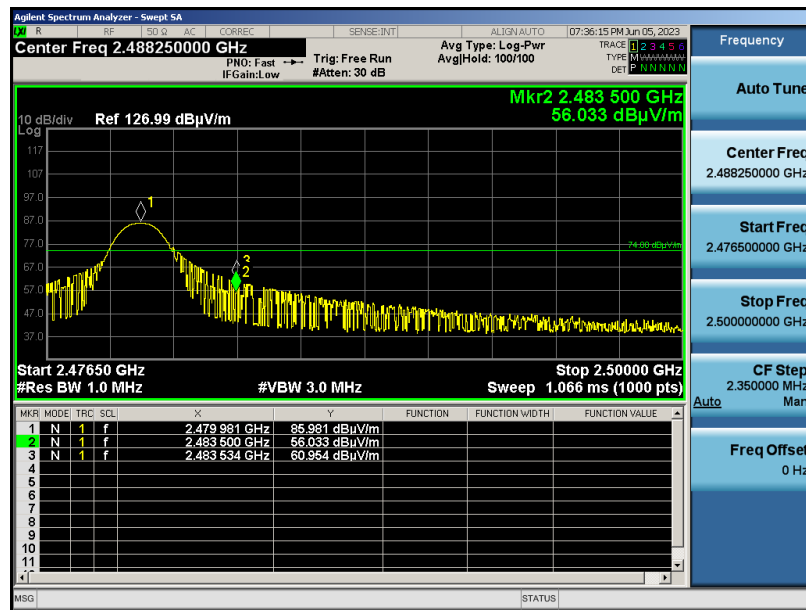 Agilent Spectrum Analyzer - Swept SA
LXI R RF 50 Ω AC CORREC SENSE:INT ALIGN AUTO 07:36:15 PM Jun 05, 2023
Center Freq 2.488250000 GHz
PNO: Fast
IFGain:Low
Trig: Free Run
#Atten: 30 dB
Avg Type: Log-Pwr
Avg|Hold: 100/100
TRACE 1 2 3 4 5 6
TYPE M
DET P N N N N N
Mkr2 2.483 500 GHz
56.033 dBµV/m
10 dB/div Ref 126.99 dBµV/m
Log
117
107
97.0
87.0
77.0
67.0
57.0
47.0
37.0
1
3
2
74.00 dBµV/m
Start 2.47650 GHz Stop 2.50000 GHz
#Res BW 1.0 MHz #VBW 3.0 MHz Sweep 1.066 ms (1000 pts)
MKR MODE TRC SCL X Y FUNCTION FUNCTION WIDTH FUNCTION VALUE
1 N 1 f 2.479 981 GHz 85.981 dBµV/m
2 N 1 f 2.483 500 GHz 56.033 dBµV/m
3 N 1 f 2.483 534 GHz 60.954 dBµV/m
4
5
6
7
8
9
10
11
MSG STATUS
Frequency
Auto Tune
Center Freq
2.488250000 GHz
Start Freq
2.476500000 GHz
Stop Freq
2.500000000 GHz
CF Step
2.350000 MHz
Auto Man
Freq Offset
0 Hz